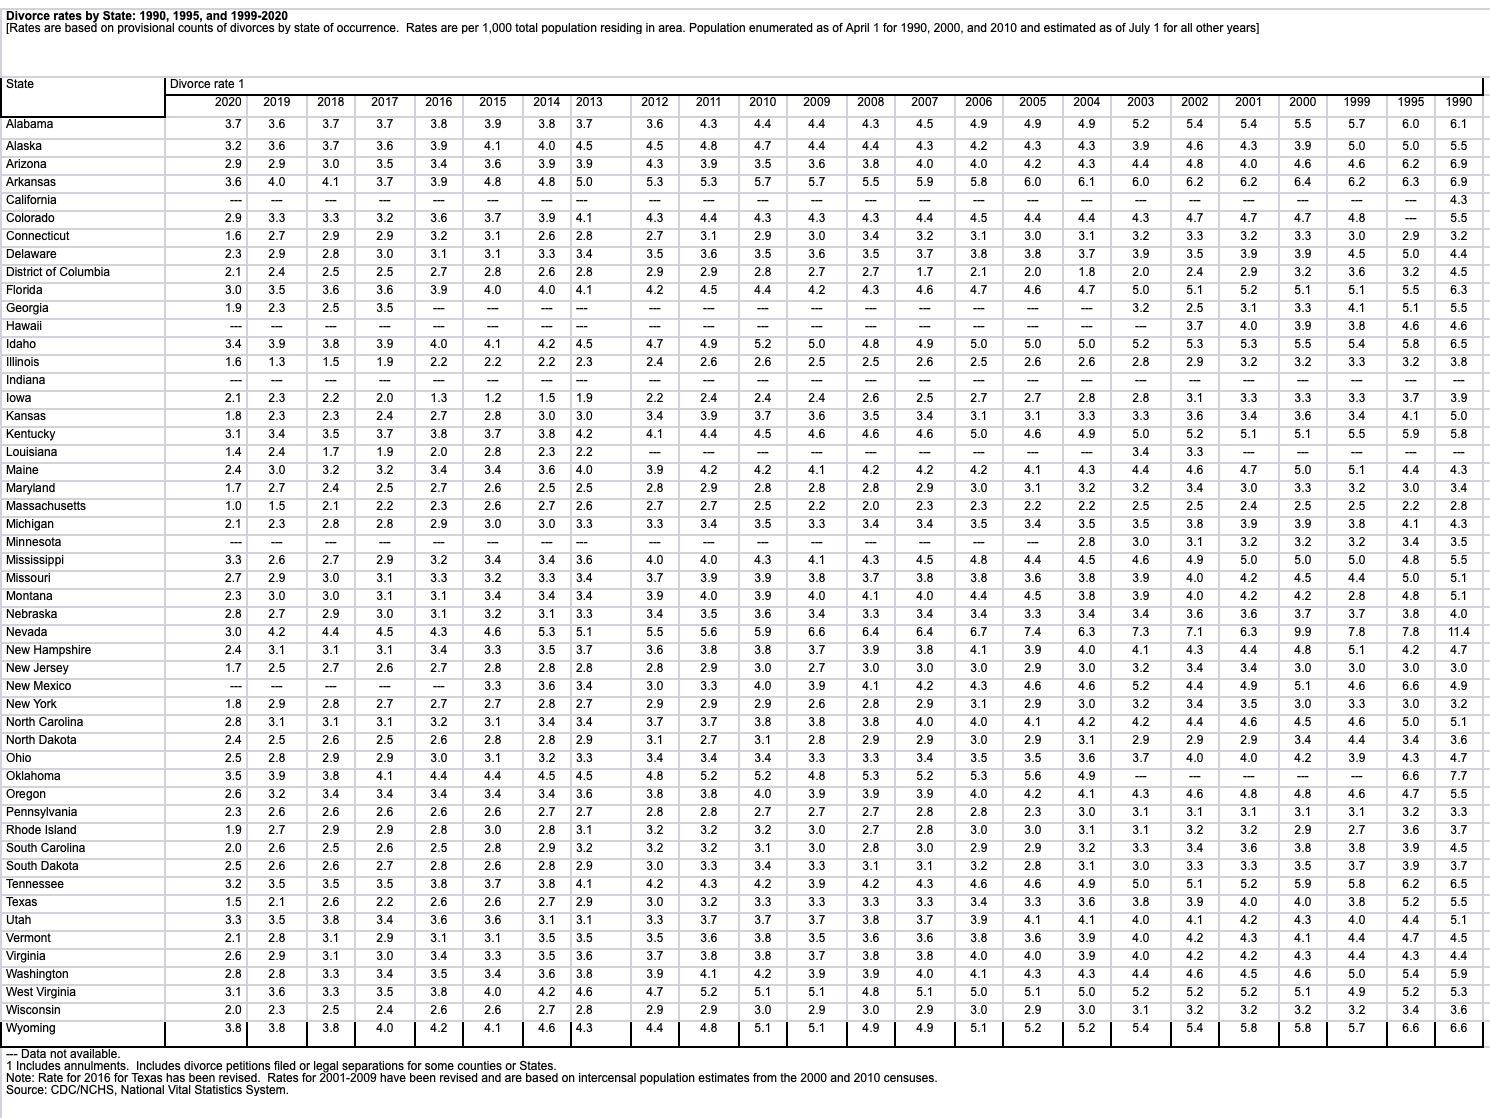 Divorce rates by State: 1990, 1995, and 1999-2020
[Rates are based on provisional counts of divorces by state of occurrence. Rates are per 1,000 total population residing in area. Population enumerated as of April 1 for 1990, 2000, and 2010 and estimated as of July 1 for all other years]
State Divorce rate 1
2020 2019 2018 2017 2016 2015 2014 2013 2012 2011 2010 2009 2008 2007 2006 2005 2004 2003 2002 2001 2000 1999 1995 1990
Alabama 3.7 3.6 3.7 3.7 3.8 3.9 3.8 3.7 3.6 4.3 4.4 4.4 4.3 4.5 4.9 4.9 4.9 5.2 5.4 5.4 5.5 5.7 6.0 6.1
Alaska 3.2 3.6 3.7 3.6 3.9 4.1 4.0 4.5 4.5 4.8 4.7 4.4 4.4 4.3 4.2 4.3 4.3 3.9 4.6 4.3 3.9 5.0 5.0 5.5
Arizona 2.9 2.9 3.0 3.5 3.4 3.6 3.9 3.9 4.3 3.9 3.5 3.6 3.8 4.0 4.0 4.2 4.3 4.4 4.8 4.0 4.6 4.6 6.2 6.9
Arkansas 3.6 4.0 4.1 3.7 3.9 4.8 4.8 5.0 5.3 5.3 5.7 5.7 5.5 5.9 5.8 6.0 6.1 6.0 6.2 6.2 6.4 6.2 6.3 6.9
California --- --- --- --- --- --- --- --- --- --- --- --- --- --- --- --- --- --- --- --- --- --- --- 4.3
Colorado 2.9 3.3 3.3 3.2 3.6 3.7 3.9 4.1 4.3 4.4 4.3 4.3 4.3 4.4 4.5 4.4 4.4 4.3 4.7 4.7 4.7 4.8 --- 5.5
Connecticut 1.6 2.7 2.9 2.9 3.2 3.1 2.6 2.8 2.7 3.1 2.9 3.0 3.4 3.2 3.1 3.0 3.1 3.2 3.3 3.2 3.3 3.0 2.9 3.2
Delaware 2.3 2.9 2.8 3.0 3.1 3.1 3.3 3.4 3.5 3.6 3.5 3.6 3.5 3.7 3.8 3.8 3.7 3.9 3.5 3.9 3.9 4.5 5.0 4.4
District of Columbia 2.1 2.4 2.5 2.5 2.7 2.8 2.6 2.8 2.9 2.9 2.8 2.7 2.7 1.7 2.1 2.0 1.8 2.0 2.4 2.9 3.2 3.6 3.2 4.5
Florida 3.0 3.5 3.6 3.6 3.9 4.0 4.0 4.1 4.2 4.5 4.4 4.2 4.3 4.6 4.7 4.6 4.7 5.0 5.1 5.2 5.1 5.1 5.5 6.3
Georgia 1.9 2.3 2.5 3.5 --- --- --- --- --- --- --- --- --- --- --- --- --- 3.2 2.5 3.1 3.3 4.1 5.1 5.5
Hawaii --- --- --- --- --- --- --- --- --- --- --- --- --- --- --- --- --- --- 3.7 4.0 3.9 3.8 4.6 4.6
Idaho 3.4 3.9 3.8 3.9 4.0 4.1 4.2 4.5 4.7 4.9 5.2 5.0 4.8 4.9 5.0 5.0 5.0 5.2 5.3 5.3 5.5 5.4 5.8 6.5
Illinois 1.6 1.3 1.5 1.9 2.2 2.2 2.2 2.3 2.4 2.6 2.6 2.5 2.5 2.6 2.5 2.6 2.6 2.8 2.9 3.2 3.2 3.3 3.2 3.8
Indiana --- --- --- --- --- --- --- --- --- --- --- --- --- --- --- --- --- --- --- --- --- --- --- ---
Iowa 2.1 2.3 2.2 2.0 1.3 1.2 1.5 1.9 2.2 2.4 2.4 2.4 2.6 2.5 2.7 2.7 2.8 2.8 3.1 3.3 3.3 3.3 3.7 3.9
Kansas 1.8 2.3 2.3 2.4 2.7 2.8 3.0 3.0 3.4 3.9 3.7 3.6 3.5 3.4 3.1 3.1 3.3 3.3 3.6 3.4 3.6 3.4 4.1 5.0
Kentucky 3.1 3.4 3.5 3.7 3.8 3.7 3.8 4.2 4.1 4.4 4.5 4.6 4.6 4.6 5.0 4.6 4.9 5.0 5.2 5.1 5.1 5.5 5.9 5.8
Louisiana 1.4 2.4 1.7 1.9 2.0 2.8 2.3 2.2 --- --- --- --- --- --- --- --- --- 3.4 3.3 --- --- --- --- ---
Maine 2.4 3.0 3.2 3.2 3.4 3.4 3.6 4.0 3.9 4.2 4.2 4.1 4.2 4.2 4.2 4.1 4.3 4.4 4.6 4.7 5.0 5.1 4.4 4.3
Maryland 1.7 2.7 2.4 2.5 2.7 2.6 2.5 2.5 2.8 2.9 2.8 2.8 2.8 2.9 3.0 3.1 3.2 3.2 3.4 3.0 3.3 3.2 3.0 3.4
Massachusetts 1.0 1.5 2.1 2.2 2.3 2.6 2.7 2.6 2.7 2.7 2.5 2.2 2.0 2.3 2.3 2.2 2.2 2.5 2.5 2.4 2.5 2.5 2.2 2.8
Michigan 2.1 2.3 2.8 2.8 2.9 3.0 3.0 3.3 3.3 3.4 3.5 3.3 3.4 3.4 3.5 3.4 3.5 3.5 3.8 3.9 3.9 3.8 4.1 4.3
Minnesota --- --- --- --- --- --- --- --- --- --- --- --- --- --- --- --- 2.8 3.0 3.1 3.2 3.2 3.2 3.4 3.5
Mississippi 3.3 2.6 2.7 2.9 3.2 3.4 3.4 3.6 4.0 4.0 4.3 4.1 4.3 4.5 4.8 4.4 4.5 4.6 4.9 5.0 5.0 5.0 4.8 5.5
Missouri 2.7 2.9 3.0 3.1 3.3 3.2 3.3 3.4 3.7 3.9 3.9 3.8 3.7 3.8 3.8 3.6 3.8 3.9 4.0 4.2 4.5 4.4 5.0 5.1
Montana 2.3 3.0 3.0 3.1 3.1 3.4 3.4 3.4 3.9 4.0 3.9 4.0 4.1 4.0 4.4 4.5 3.8 3.9 4.0 4.2 4.2 2.8 4.8 5.1
Nebraska 2.8 2.7 2.9 3.0 3.1 3.2 3.1 3.3 3.4 3.5 3.6 3.4 3.3 3.4 3.4 3.3 3.4 3.4 3.6 3.6 3.7 3.7 3.8 4.0
Nevada 3.0 4.2 4.4 4.5 4.3 4.6 5.3 5.1 5.5 5.6 5.9 6.6 6.4 6.4 6.7 7.4 6.3 7.3 7.1 6.3 9.9 7.8 7.8 11.4
New Hampshire 2.4 3.1 3.1 3.1 3.4 3.3 3.5 3.7 3.6 3.8 3.8 3.7 3.9 3.8 4.1 3.9 4.0 4.1 4.3 4.4 4.8 5.1 4.2 4.7
New Jersey 1.7 2.5 2.7 2.6 2.7 2.8 2.8 2.8 2.8 2.9 3.0 2.7 3.0 3.0 3.0 2.9 3.0 3.2 3.4 3.4 3.0 3.0 3.0 3.0
New Mexico --- --- --- --- --- 3.3 3.6 3.4 3.0 3.3 4.0 3.9 4.1 4.2 4.3 4.6 4.6 5.2 4.4 4.9 5.1 4.6 6.6 4.9
New York 1.8 2.9 2.8 2.7 2.7 2.7 2.8 2.7 2.9 2.9 2.9 2.6 2.8 2.9 3.1 2.9 3.0 3.2 3.4 3.5 3.0 3.3 3.0 3.2
North Carolina 2.8 3.1 3.1 3.1 3.2 3.1 3.4 3.4 3.7 3.7 3.8 3.8 3.8 4.0 4.0 4.1 4.2 4.2 4.4 4.6 4.5 4.6 5.0 5.1
North Dakota 2.4 2.5 2.6 2.5 2.6 2.8 2.8 2.9 3.1 2.7 3.1 2.8 2.9 2.9 3.0 2.9 3.1 2.9 2.9 2.9 3.4 4.4 3.4 3.6
Ohio 2.5 2.8 2.9 2.9 3.0 3.1 3.2 3.3 3.4 3.4 3.4 3.3 3.3 3.4 3.5 3.5 3.6 3.7 4.0 4.0 4.2 3.9 4.3 4.7
Oklahoma 3.5 3.9 3.8 4.1 4.4 4.4 4.5 4.5 4.8 5.2 5.2 4.8 5.3 5.2 5.3 5.6 4.9 --- --- --- --- --- 6.6 7.7
Oregon 2.6 3.2 3.4 3.4 3.4 3.4 3.4 3.6 3.8 3.8 4.0 3.9 3.9 3.9 4.0 4.2 4.1 4.3 4.6 4.8 4.8 4.6 4.7 5.5
Pennsylvania 2.3 2.6 2.6 2.6 2.6 2.6 2.7 2.7 2.8 2.8 2.7 2.7 2.7 2.8 2.8 2.3 3.0 3.1 3.1 3.1 3.1 3.1 3.2 3.3
Rhode Island 1.9 2.7 2.9 2.9 2.8 3.0 2.8 3.1 3.2 3.2 3.2 3.0 2.7 2.8 3.0 3.0 3.1 3.1 3.2 3.2 2.9 2.7 3.6 3.7
South Carolina 2.0 2.6 2.5 2.6 2.5 2.8 2.9 3.2 3.2 3.2 3.1 3.0 2.8 3.0 2.9 2.9 3.2 3.3 3.4 3.6 3.8 3.8 3.9 4.5
South Dakota 2.5 2.6 2.6 2.7 2.8 2.6 2.8 2.9 3.0 3.3 3.4 3.3 3.1 3.1 3.2 2.8 3.1 3.0 3.3 3.3 3.5 3.7 3.9 3.7
Tennessee 3.2 3.5 3.5 3.5 3.8 3.7 3.8 4.1 4.2 4.3 4.2 3.9 4.2 4.3 4.6 4.6 4.9 5.0 5.1 5.2 5.9 5.8 6.2 6.5
Texas 1.5 2.1 2.6 2.2 2.6 2.6 2.7 2.9 3.0 3.2 3.3 3.3 3.3 3.3 3.4 3.3 3.6 3.8 3.9 4.0 4.0 3.8 5.2 5.5
Utah 3.3 3.5 3.8 3.4 3.6 3.6 3.1 3.1 3.3 3.7 3.7 3.7 3.8 3.7 3.9 4.1 4.1 4.0 4.1 4.2 4.3 4.0 4.4 5.1
Vermont 2.1 2.8 3.1 2.9 3.1 3.1 3.5 3.5 3.5 3.6 3.8 3.5 3.6 3.6 3.8 3.6 3.9 4.0 4.2 4.3 4.1 4.4 4.7 4.5
Virginia 2.6 2.9 3.1 3.0 3.4 3.3 3.5 3.6 3.7 3.8 3.8 3.7 3.8 3.8 4.0 4.0 3.9 4.0 4.2 4.2 4.3 4.4 4.3 4.4
Washington 2.8 2.8 3.3 3.4 3.5 3.4 3.6 3.8 3.9 4.1 4.2 3.9 3.9 4.0 4.1 4.3 4.3 4.4 4.6 4.5 4.6 5.0 5.4 5.9
West Virginia 3.1 3.6 3.3 3.5 3.8 4.0 4.2 4.6 4.7 5.2 5.1 5.1 4.8 5.1 5.0 5.1 5.0 5.2 5.2 5.2 5.1 4.9 5.2 5.3
Wisconsin 2.0 2.3 2.5 2.4 2.6 2.6 2.7 2.8 2.9 2.9 3.0 2.9 3.0 2.9 3.0 2.9 3.0 3.1 3.2 3.2 3.2 3.2 3.4 3.6
Wyoming 3.8 3.8 3.8 4.0 4.2 4.1 4.6 4.3 4.4 4.8 5.1 5.1 4.9 4.9 5.1 5.2 5.2 5.4 5.4 5.8 5.8 5.7 6.6 6.6
--- Data not available.
1 Includes annulments. Includes divorce petitions filed or legal separations for some counties or States.
Note: Rate for 2016 for Texas has been revised. Rates for 2001-2009 have been revised and are based on intercensal population estimates from the 2000 and 2010 censuses.
Source: CDC/NCHS, National Vital Statistics System.